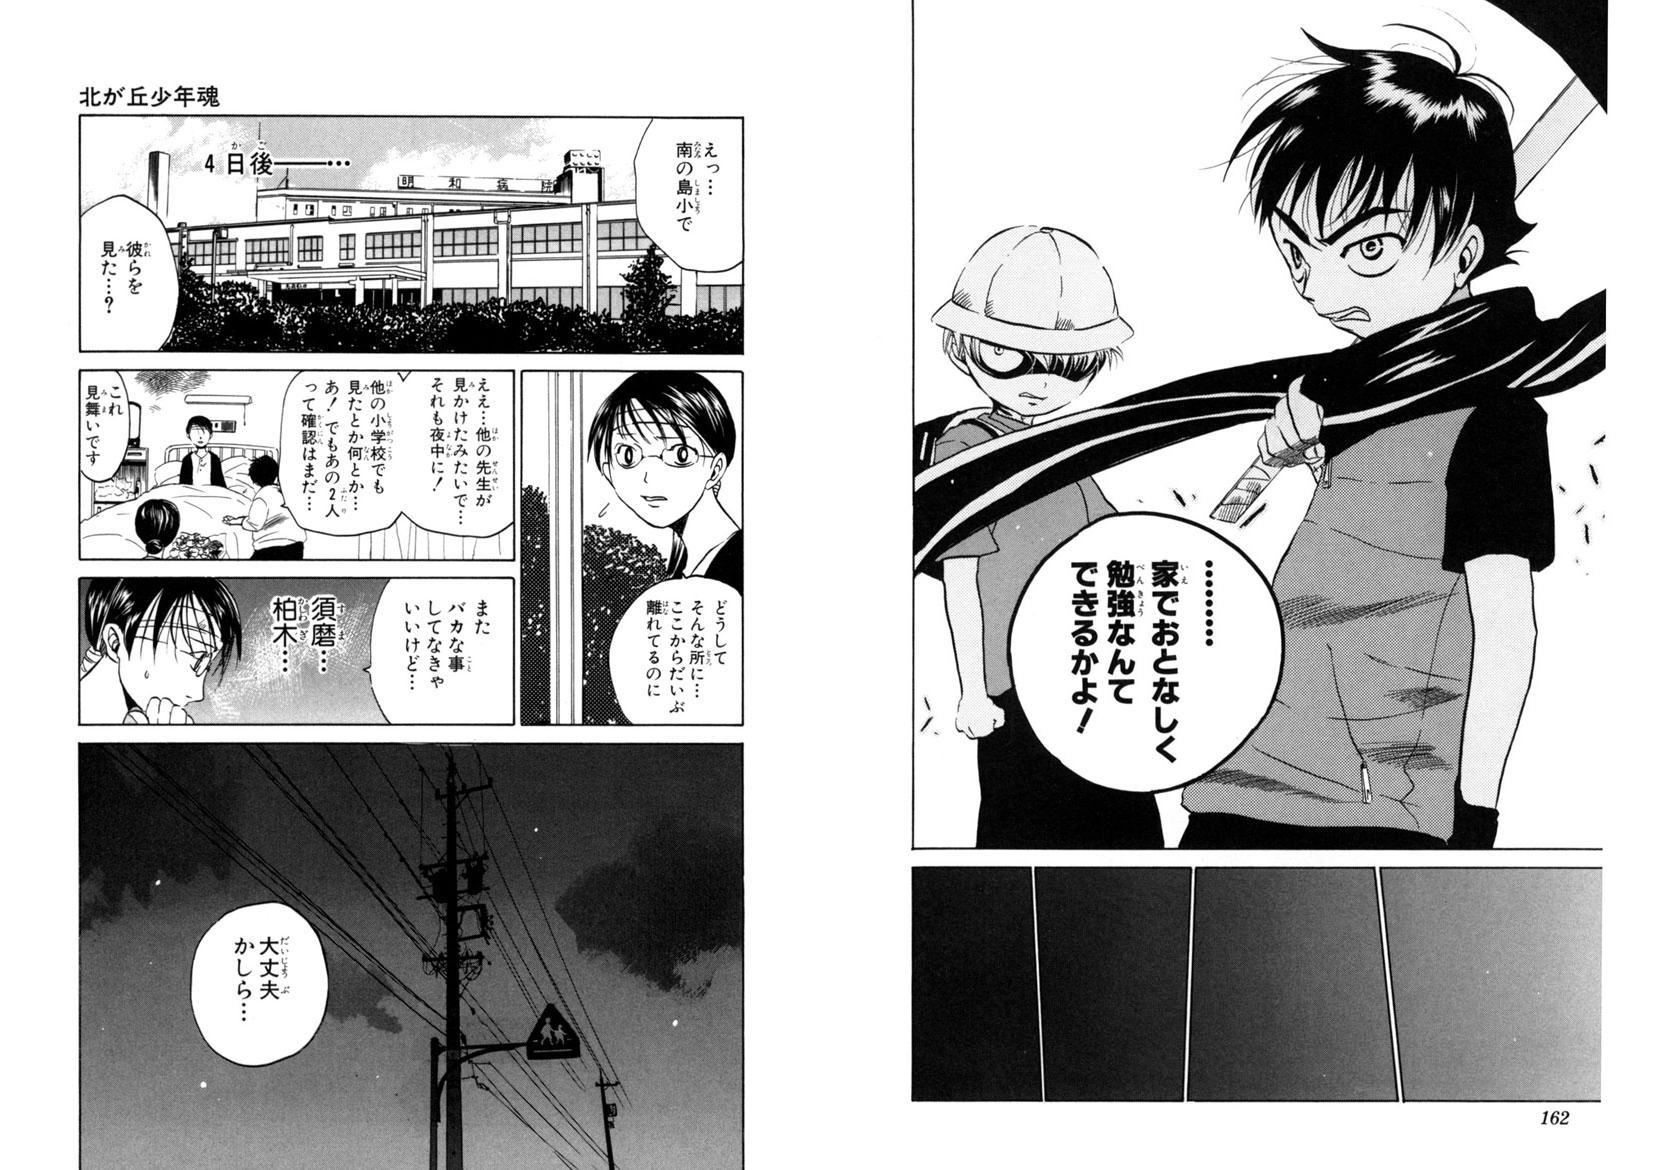 ………
家でおとなしく
勉強なんて
できるかよ！
162
北が丘少年魂
4日後―――…
明和病院
えっ…
南の島小で
彼らを
見た…？
どうして
そんな所に…
ここからだいぶ
離れてるのに
ええ…他の先生が
見かけたみたいで…
それも夜中に！
他の小学校でも
見たとか何とか…
あ！でもあの2人
って確認はまだ…
これ
見舞いです
また
バカな事
してなきゃ
いいけど…
須磨…
柏木…
大丈夫
かしら…